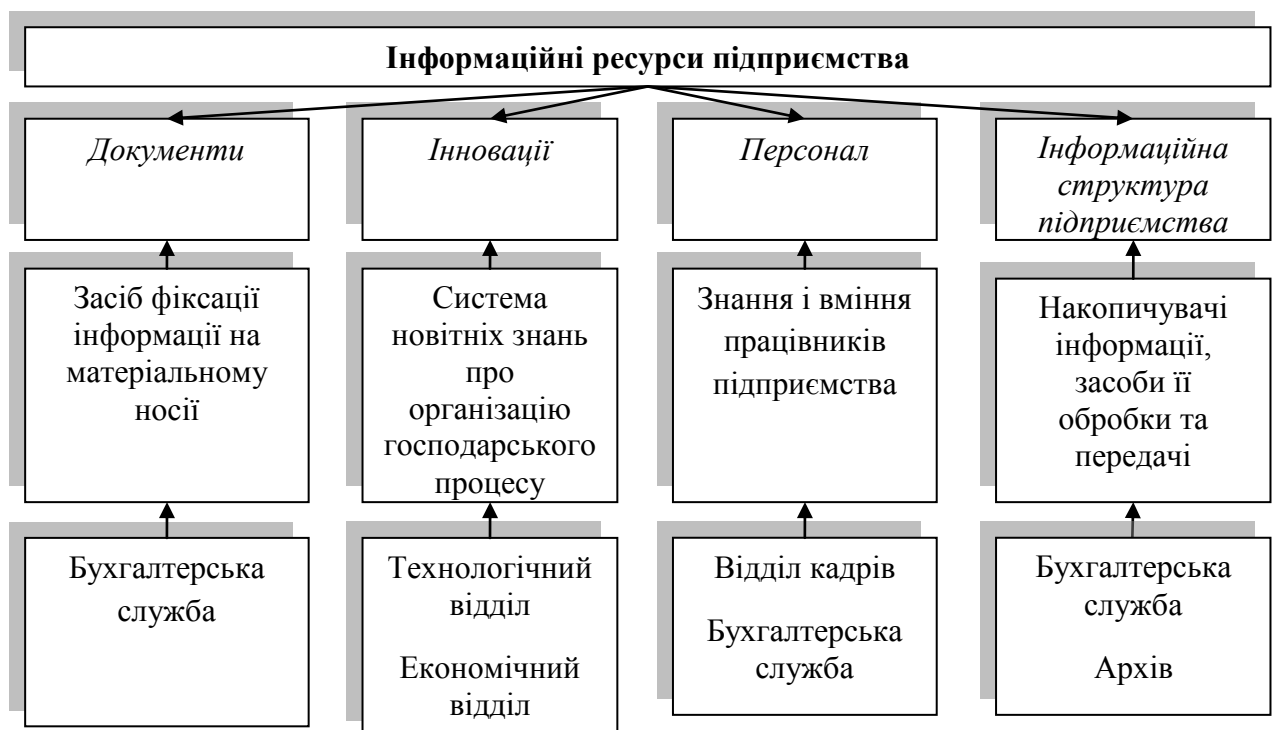 Інформаційні ресурси підприємства
Документи
Інновації
Персонал
Інформаційна
структура
підприємства
Засіб фіксації
інформації на
матеріальному
носії
Система
новітніх знань
про
організацію
господарського
процесу
Знання і вміння
працівників
підприємства
Накопичувачі
інформації,
засоби її
обробки та
передачі
Бухгалтерська
служба
Технологічний
відділ
Економічний
відділ
Відділ кадрів
Бухгалтерська
служба
Бухгалтерська
служба
Архів